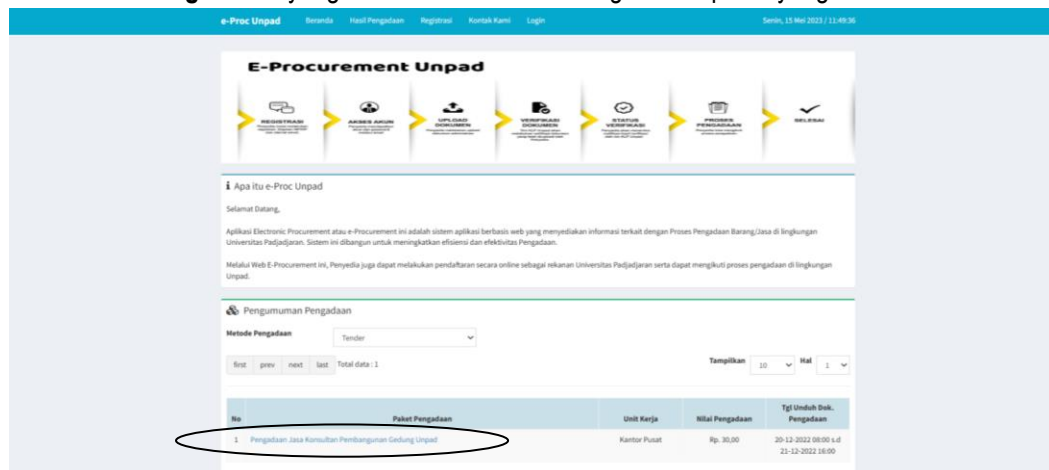 e-Proc Unpad Beranda Hasil Pengadaan Registrasi Kontak Kami Login Senin, 15 Mei 2023 / 11:49:36
E-Procurement Unpad
REGISTRASI AKSES AKUN UPLOAD DOKUMEN VERIFIKASI DOKUMEN STATUS VERIFIKASI PROSES PENGADAAN SELESAI
i Apa itu e-Proc Unpad
Selamat Datang,
Aplikasi Electronic Procurement atau e-Procurement ini adalah sistem aplikasi berbasis web yang menyediakan informasi terkait dengan Proses Pengadaan Barang/Jasa di lingkungan
Universitas Padjadjaran. Sistem ini dibangun untuk meningkatkan efisiensi dan efektivitas Pengadaan.
Melalui Web E-Procurement ini, Penyedia juga dapat melakukan pendaftaran secara online sebagai rekanan Universitas Padjadjaran serta dapat mengikuti proses pengadaan di lingkungan
Unpad.
Pengumuman Pengadaan
Metode Pengadaan Tender
first prev next last Total data : 1 Tampilkan 10 Hal 1
No Paket Pengadaan Unit Kerja Nilai Pengadaan Tgl Unduh Dok.
Pengadaan
1 Pengadaan Jasa Konsultan Pembangunan Gedung Unpad Kantor Pusat Rp. 30,00 20-12-2022 08:00 s.d
21-12-2022 16:00